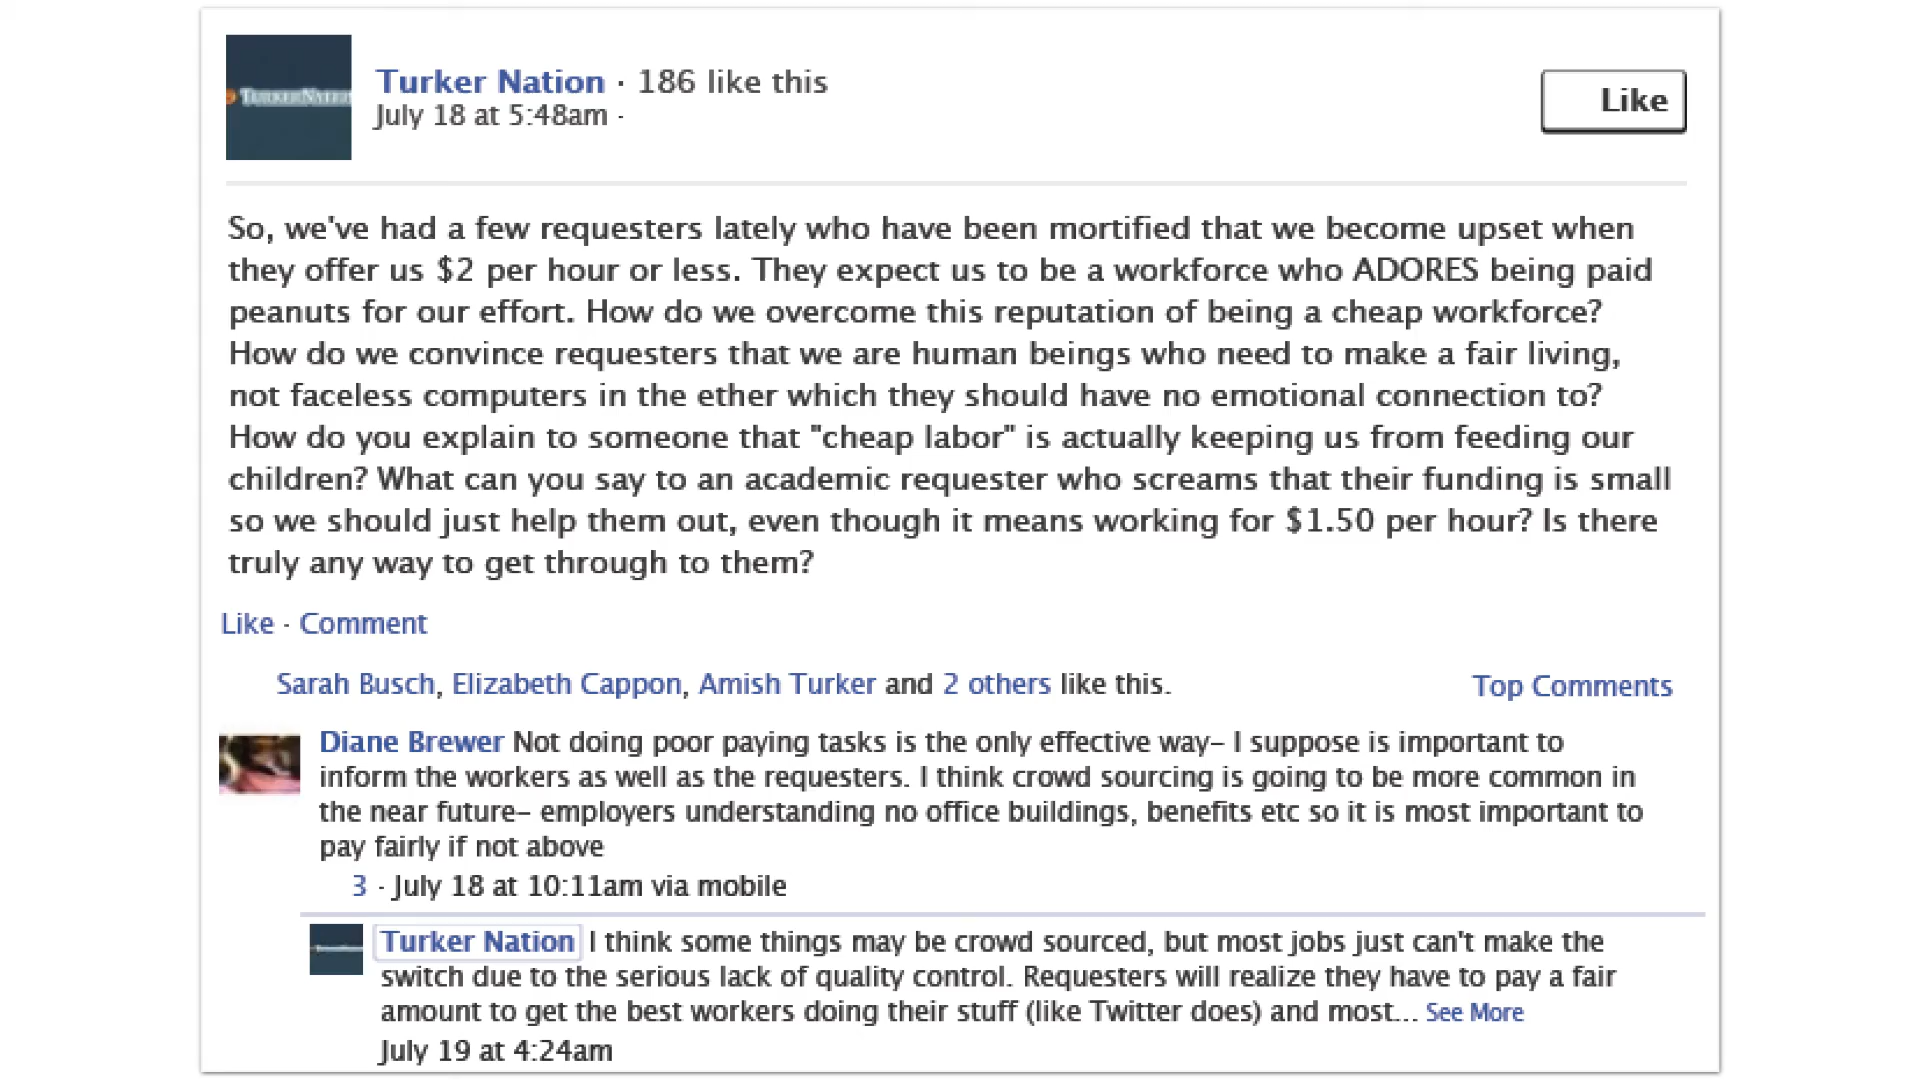 TURKERNATION
Turker Nation · 186 like this
July 18 at 5:48am ·
Like
So, we've had a few requesters lately who have been mortified that we become upset when
they offer us $2 per hour or less. They expect us to be a workforce who ADORES being paid
peanuts for our effort. How do we overcome this reputation of being a cheap workforce?
How do we convince requesters that we are human beings who need to make a fair living,
not faceless computers in the ether which they should have no emotional connection to?
How do you explain to someone that "cheap labor" is actually keeping us from feeding our
children? What can you say to an academic requester who screams that their funding is small
so we should just help them out, even though it means working for $1.50 per hour? Is there
truly any way to get through to them?
Like · Comment
Sarah Busch, Elizabeth Cappon, Amish Turker and 2 others like this.
Top Comments
Diane Brewer Not doing poor paying tasks is the only effective way– I suppose is important to
inform the workers as well as the requesters. I think crowd sourcing is going to be more common in
the near future– employers understanding no office buildings, benefits etc so it is most important to
pay fairly if not above
3 · July 18 at 10:11am via mobile
Turker Nation I think some things may be crowd sourced, but most jobs just can't make the
switch due to the serious lack of quality control. Requesters will realize they have to pay a fair
amount to get the best workers doing their stuff (like Twitter does) and most... See More
July 19 at 4:24am